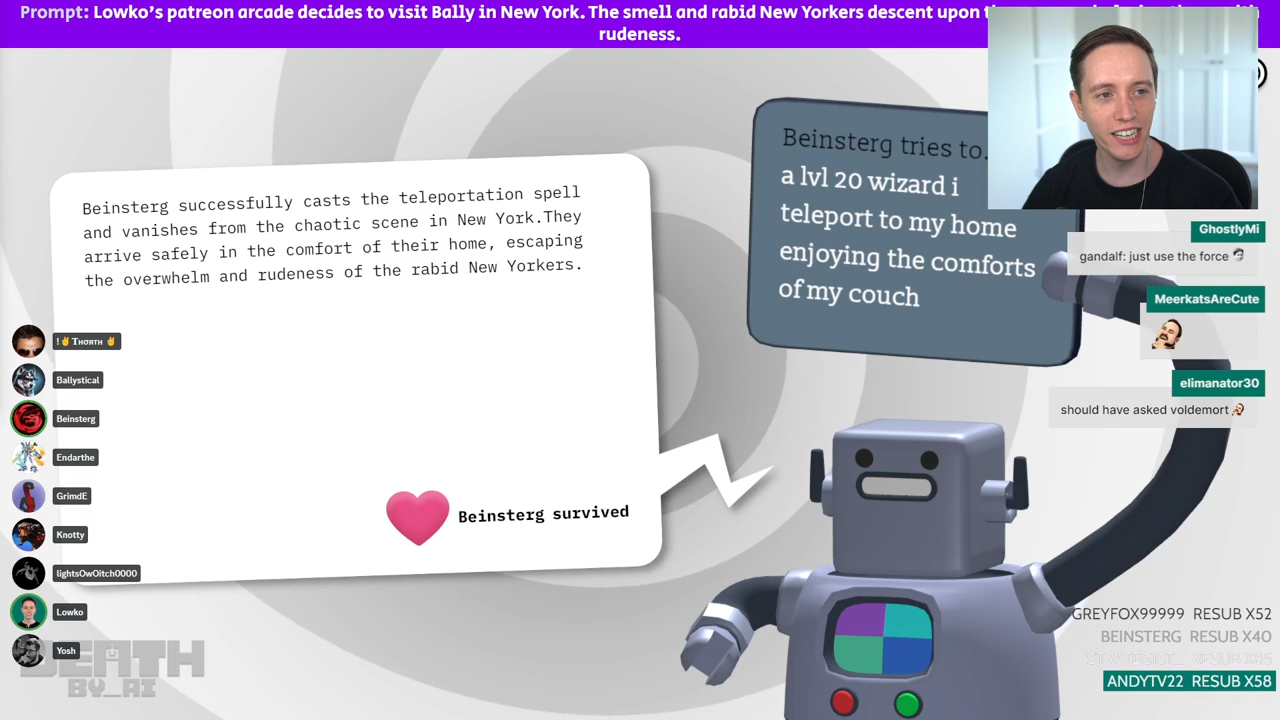 Prompt: Lowko's patreon arcade decides to visit Bally in New York. The smell and rabid New Yorkers descent upon
rudeness.
Beinsterg tries to.
a lvl 20 wizard i
teleport to my home
enjoying the comforts
of my couch
Beinsterg successfully casts the teleportation spell
and vanishes from the chaotic scene in New York.They
arrive safely in the comfort of their home, escaping
the overwhelm and rudeness of the rabid New Yorkers.
Beinsterg survived
!✌Thørth ✌
Ballystical
Beinsterg
Endarthe
GrimdE
Knotty
lightsOwOitch0000
Lowko
Yosh
DEATH
BY_AI
GhostlyMi
gandalf: just use the force
MeerkatsAreCute
elimanator30
should have asked voldemort
GREYFOX99999 RESUB X52
BEINSTERG RESUB X40
ANDYTV22 RESUB X58